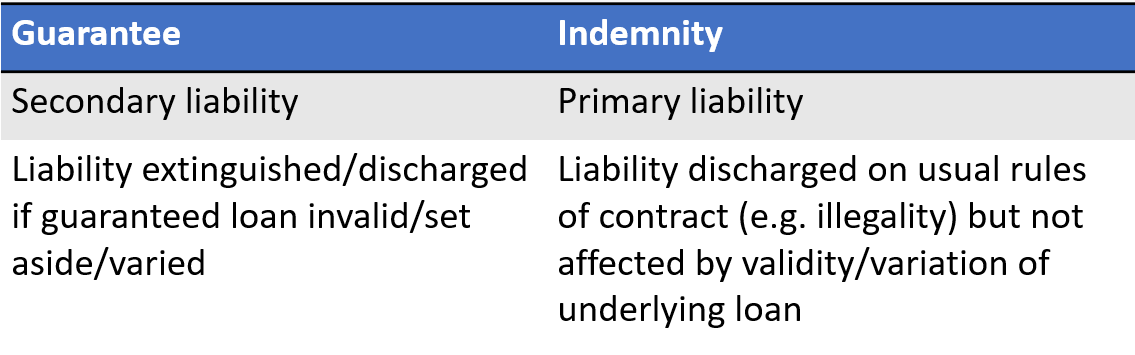 Guarantee
Indemnity
Secondary liability
Primary liability
Liability extinguished/discharged
if guaranteed loan invalid/set
aside/varied
Liability discharged on usual rules
of contract (e.g. illegality) but not
affected by validity/variation of
underlying loan